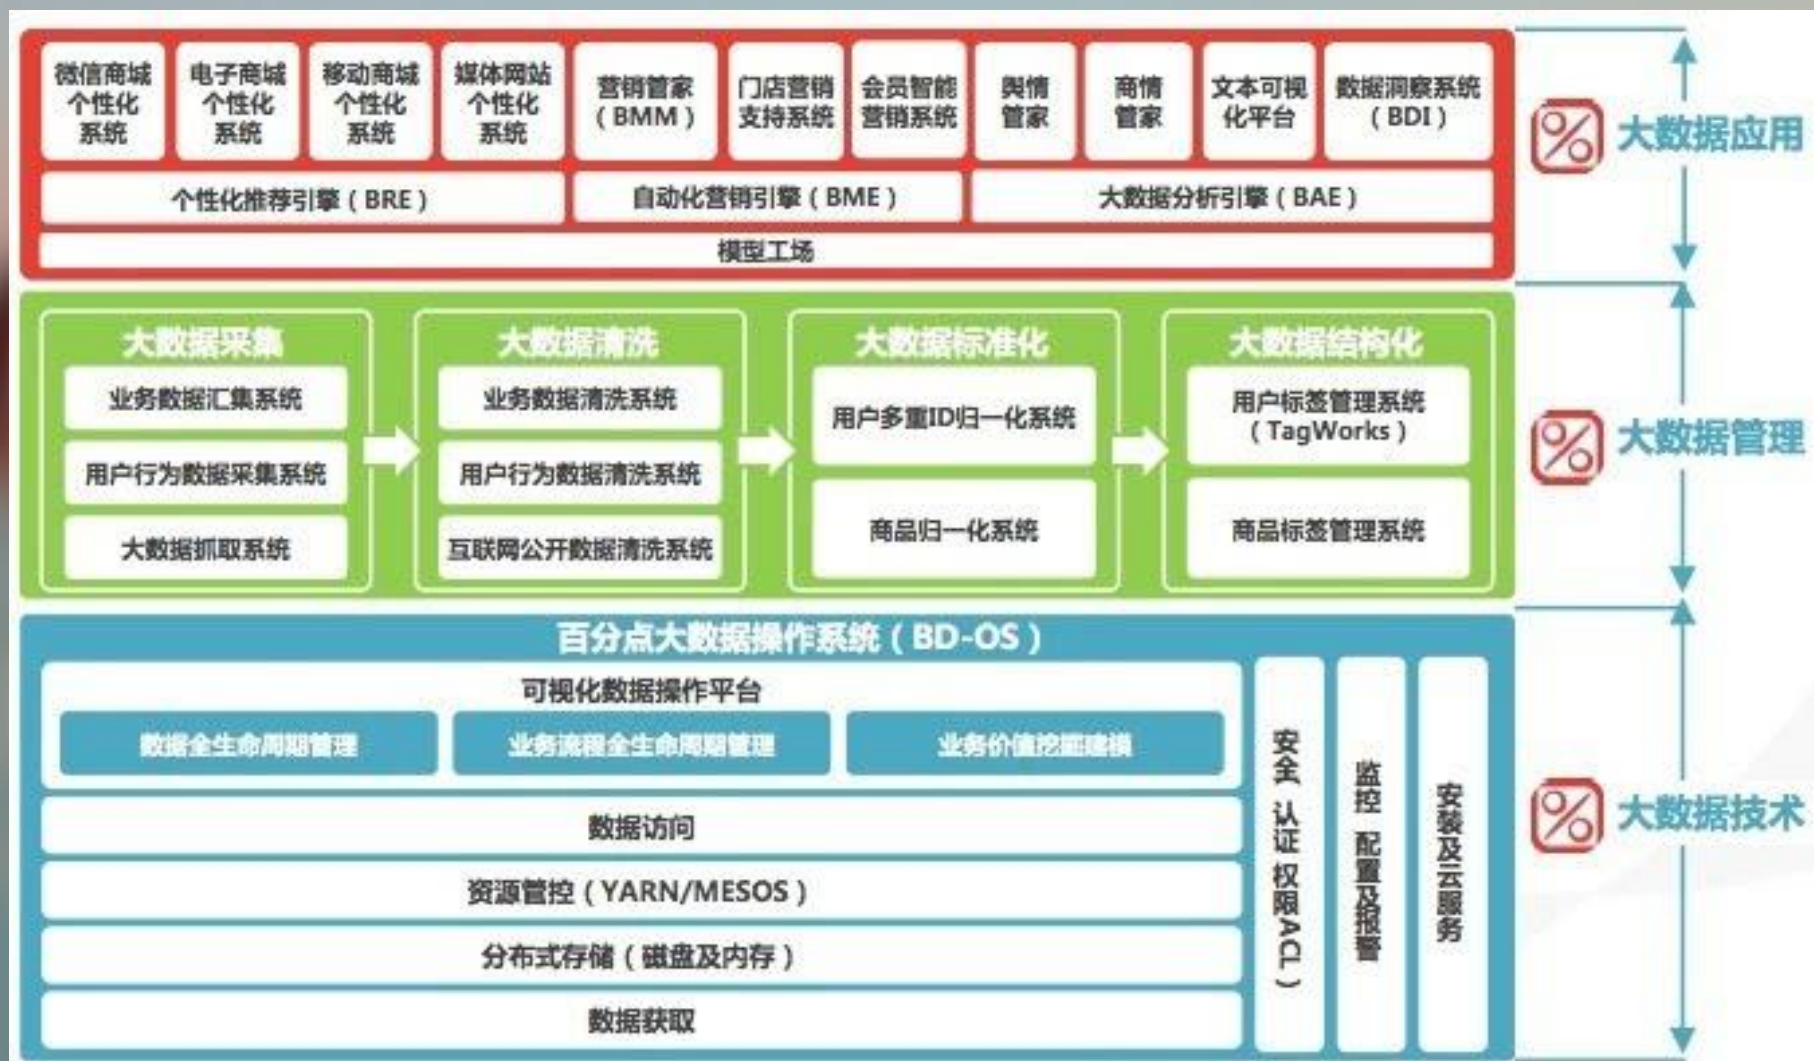 微信商城
个性化
系统
电子商城
个性化
系统
移动商城
个性化
系统
媒体网站
个性化
系统
营销管家
（BMM）
门店营销
支持系统
会员智能
营销系统
舆情
管家
商情
管家
文本可视
化平台
数据洞察系统
（BDI）
个性化推荐引擎（BRE）
自动化营销引擎（BME）
大数据分析引擎（BAE）
模型工场
% 大数据应用
大数据采集
业务数据汇集系统
用户行为数据采集系统
大数据抓取系统
大数据清洗
业务数据清洗系统
用户行为数据清洗系统
互联网公开数据清洗系统
大数据标准化
用户多重ID归一化系统
商品归一化系统
大数据结构化
用户标签管理系统
（TagWorks）
商品标签管理系统
% 大数据管理
百分点大数据操作系统（BD-OS）
可视化数据操作平台
数据全生命周期管理
业务流程全生命周期管理
业务价值挖掘建模
数据访问
资源管控（YARN/MESOS）
分布式存储（磁盘及内存）
数据获取
安全（认证 权限ACL）
监控 配置及报警
安装及云服务
% 大数据技术